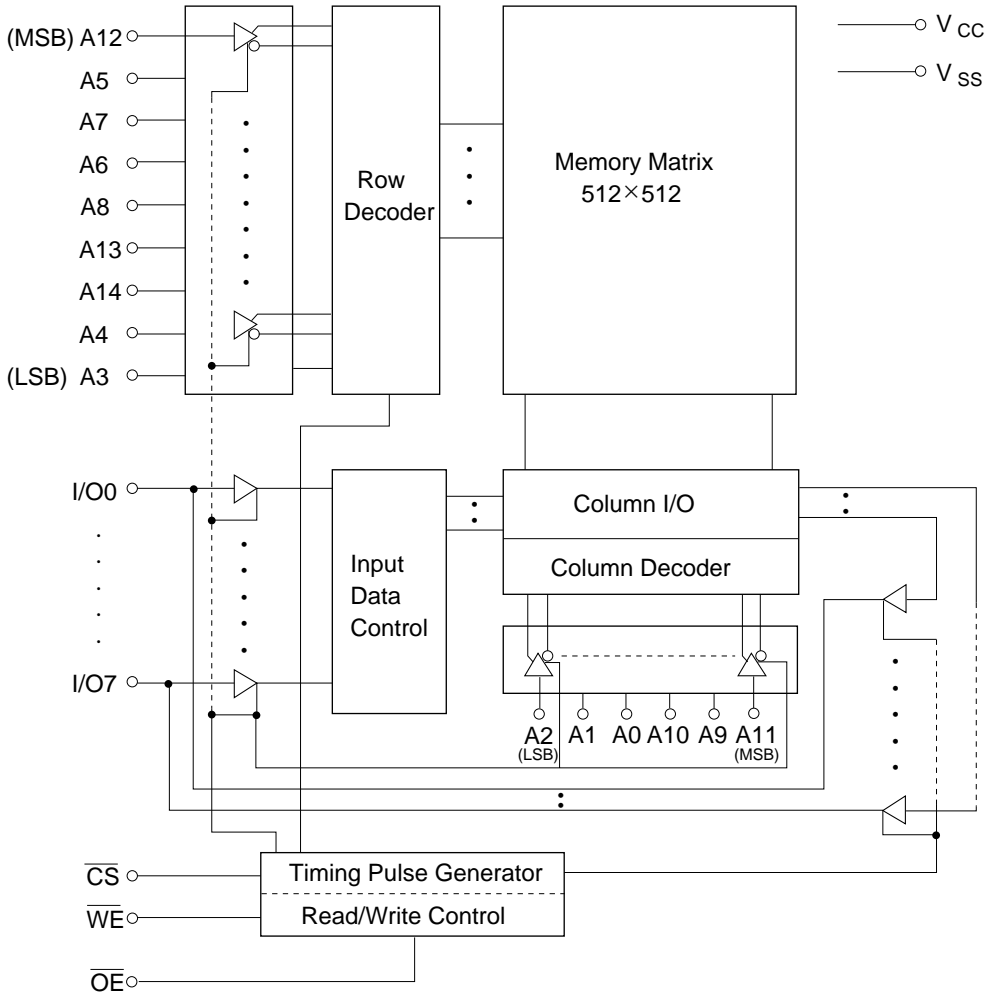 (MSB) A12
A5
A7
A6
A8
A13
A14
A4
(LSB) A3
Row
Decoder
Memory Matrix
512×512
V CC
V SS
I/O0
I/O7
Input
Data
Control
Column I/O
Column Decoder
A2 A1 A0 A10 A9 A11
(LSB) (MSB)
CS
WE
OE
Timing Pulse Generator
Read/Write Control